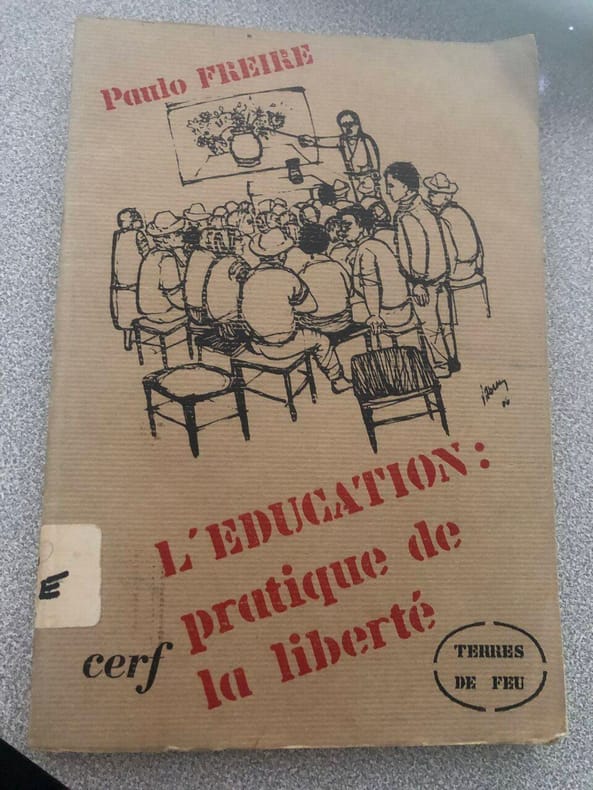 Paulo FREIRE
L'EDUCATION:
pratique de
la liberté
cerf
TERRES
DE FEU
E